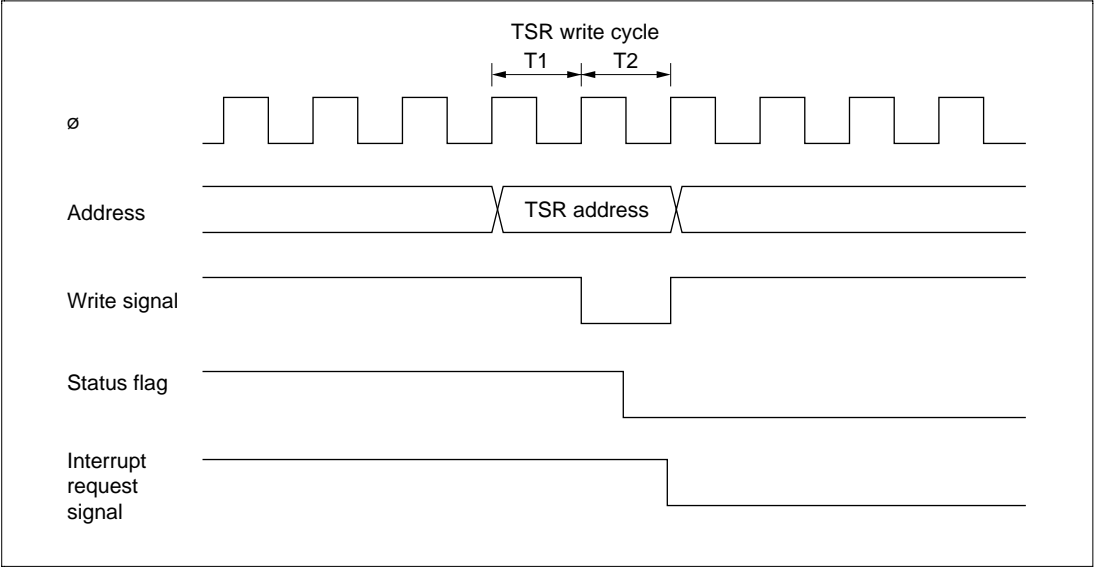 TSR write cycle
T1 T2
ø
Address
TSR address
Write signal
Status flag
Interrupt
request
signal